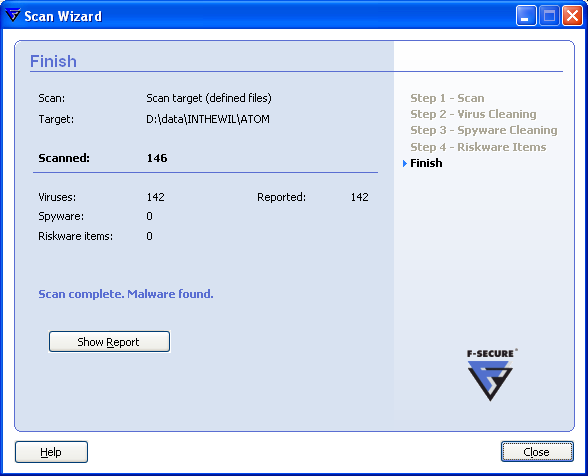 Scan Wizard
Finish
Scan: Scan target (defined files)
Target: D:\data\INTHEWIL\ATOM
Scanned: 146
Viruses: 142 Reported: 142
Spyware: 0
Riskware items: 0
Scan complete. Malware found.
Show Report
Step 1 - Scan
Step 2 - Virus Cleaning
Step 3 - Spyware Cleaning
Step 4 - Riskware Items
Finish
F-SECURE®
Help
Close